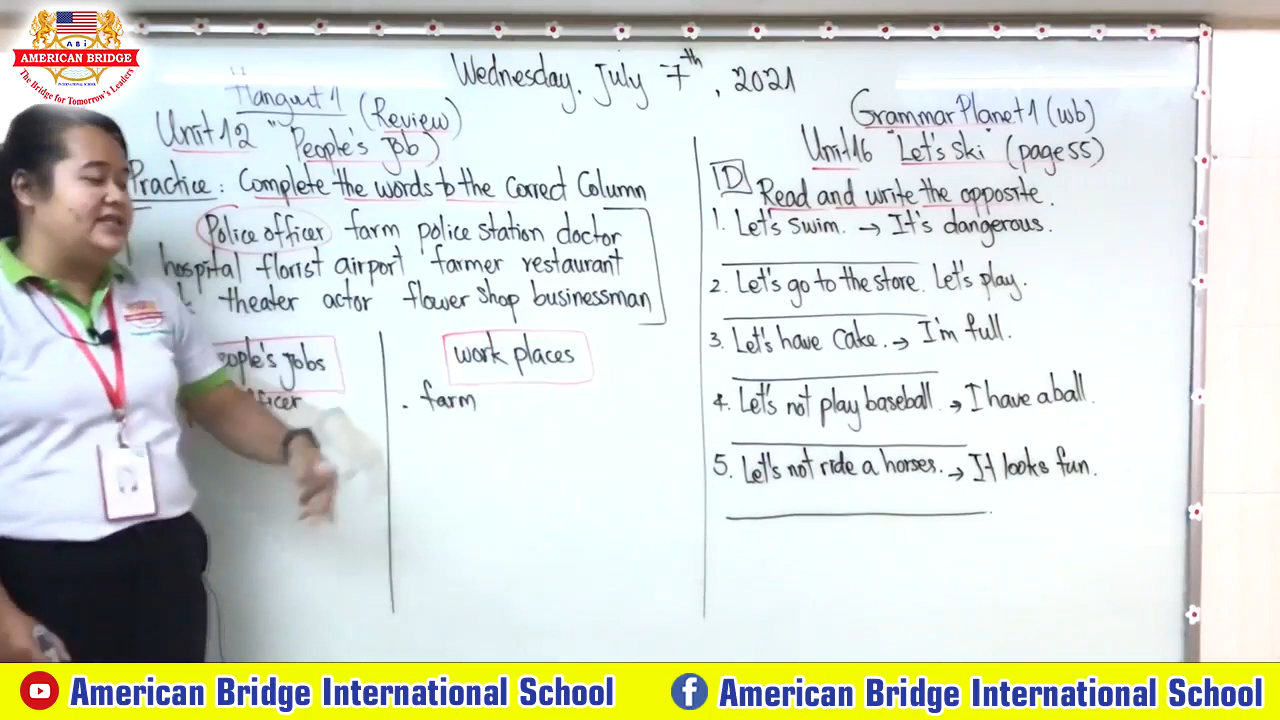 ABI
AMERICAN BRIDGE
INTERNATIONAL SCHOOL
The Bridge for Tomorrow's Leaders
Wednesday, July 7th, 2021
(Review)
Unit 12 "People's Job)
Practice: Complete the words to the Correct Column
Police officer farm police station doctor
hospital florist airport farmer restaurant
theater actor flower shop businessman
eople's Jobs
work places
ficer
. farm
Grammar Planet 1 (wb)
Unit 16 "Let's Ski" (page 55)
D Read and write the opposite.
1. Let's swim. → It's dangerous.
2. Let's go to the store. Let's play.
3. Let's have cake. → I'm full.
4. Let's not play baseball. → I have a ball.
5. Let's not ride a horses. → It looks fun.
American Bridge International School
American Bridge International School